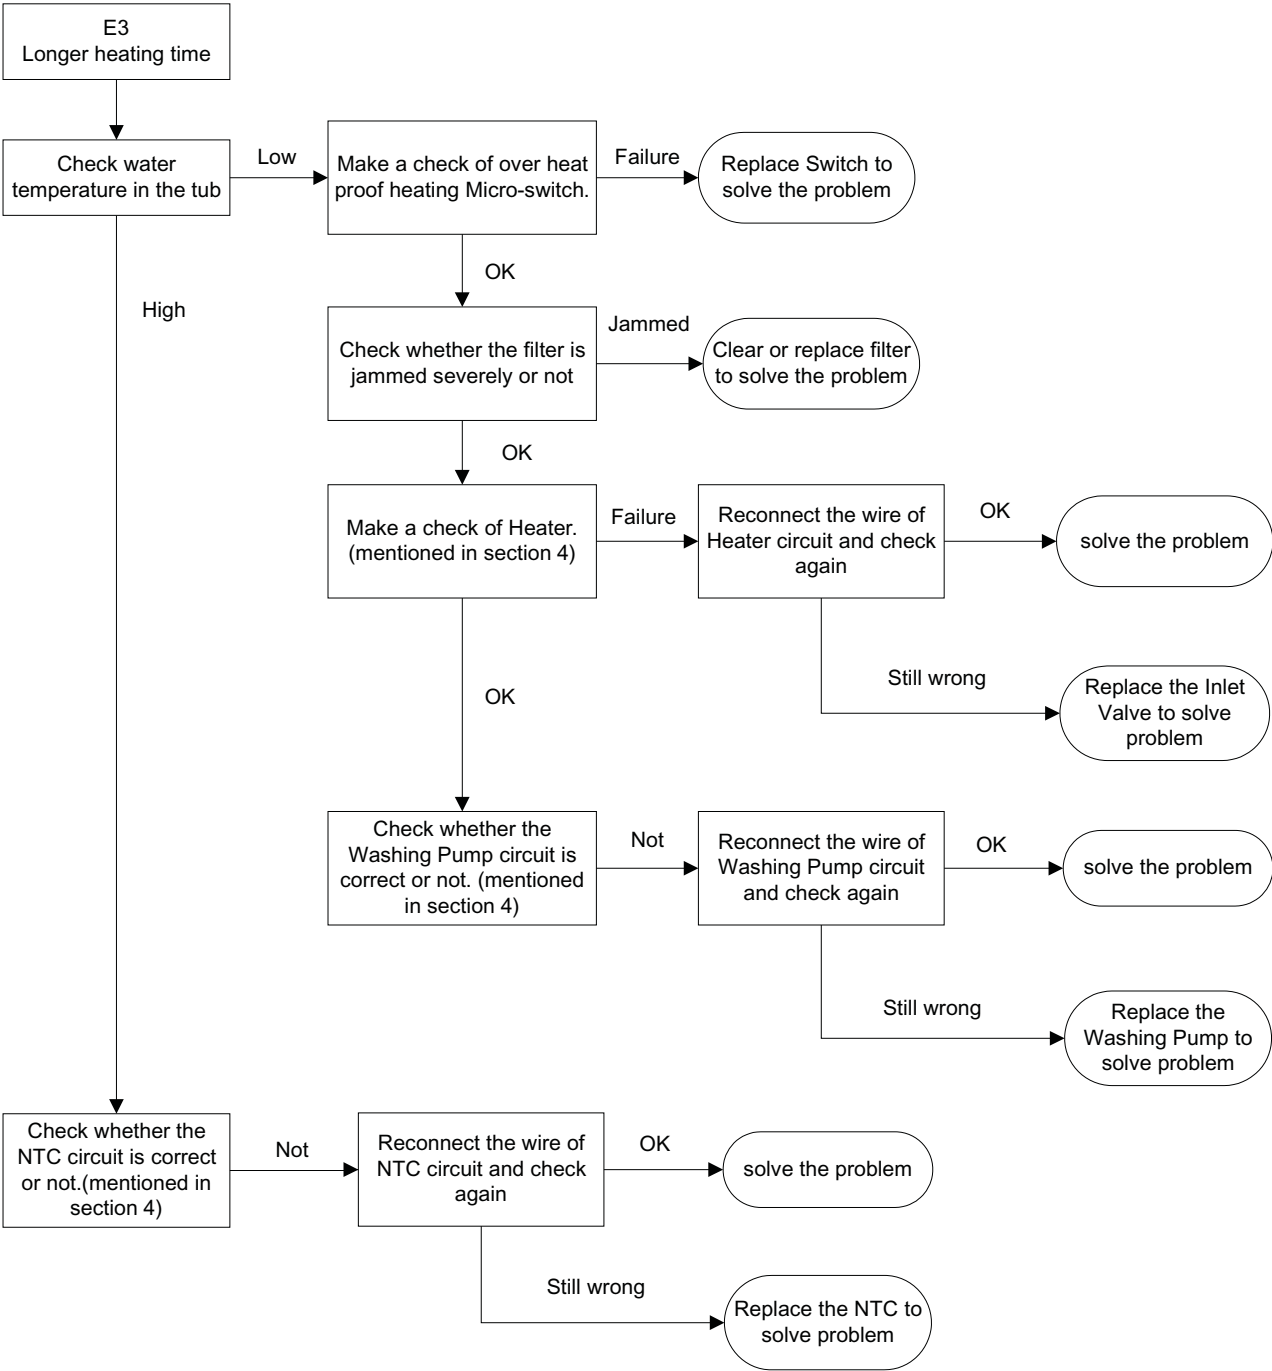 E3
Longer heating time
Check water
temperature in the tub
Low
Make a check of over heat
proof heating Micro-switch.
Failure
Replace Switch to
solve the problem
OK
High
Check whether the filter is
jammed severely or not
Jammed
Clear or replace filter
to solve the problem
OK
Make a check of Heater.
(mentioned in section 4)
Failure
Reconnect the wire of
Heater circuit and check
again
OK
solve the problem
Still wrong
Replace the Inlet
Valve to solve
problem
OK
Check whether the
Washing Pump circuit is
correct or not. (mentioned
in section 4)
Not
Reconnect the wire of
Washing Pump circuit
and check again
OK
solve the problem
Still wrong
Replace the
Washing Pump to
solve problem
Check whether the
NTC circuit is correct
or not.(mentioned in
section 4)
Not
Reconnect the wire of
NTC circuit and check
again
OK
solve the problem
Still wrong
Replace the NTC to
solve problem